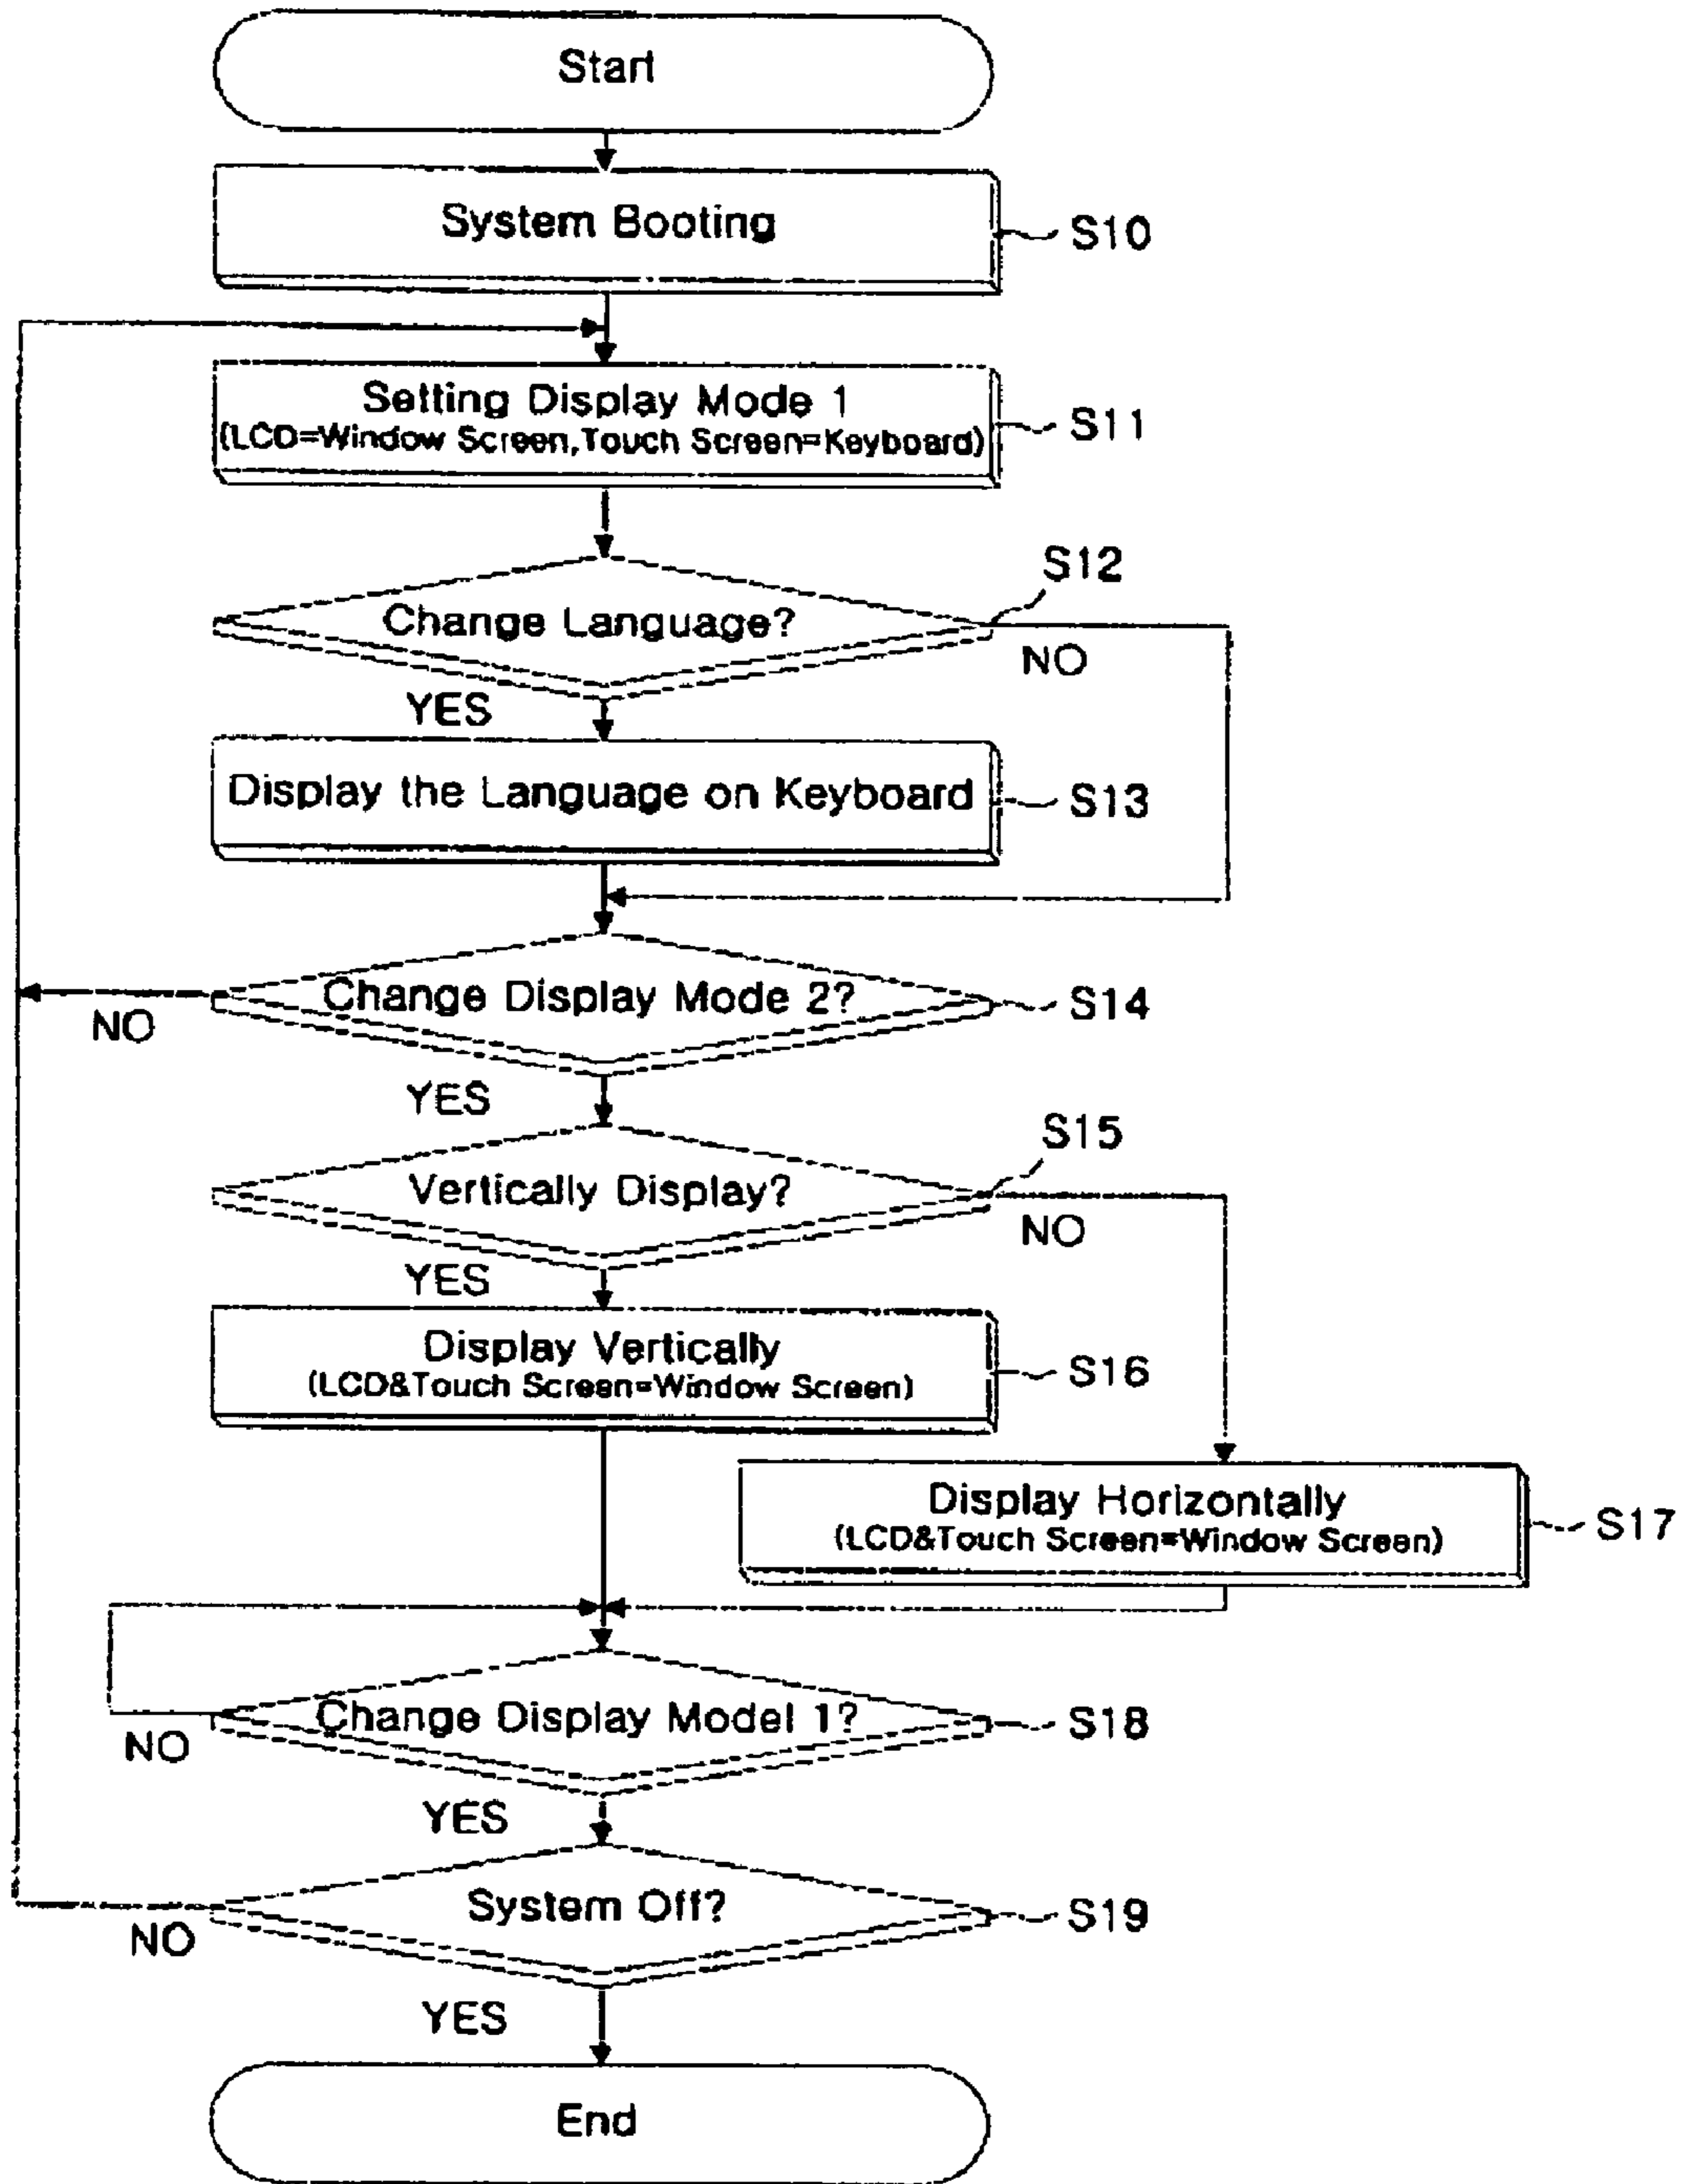 Start
System Booting
S10
Setting Display Mode 1
(LCD=Window Screen,Touch Screen=Keyboard)
S11
S12
Change Language?
NO
YES
Display the Language on Keyboard
S13
Change Display Mode 2?
S14
NO
YES
S15
Vertically Display?
NO
YES
Display Vertically
(LCD&Touch Screen=Window Screen)
S16
Display Horizontally
(LCD&Touch Screen=Window Screen)
S17
Change Display Model 1?
S18
NO
YES
System Off?
S19
NO
YES
End